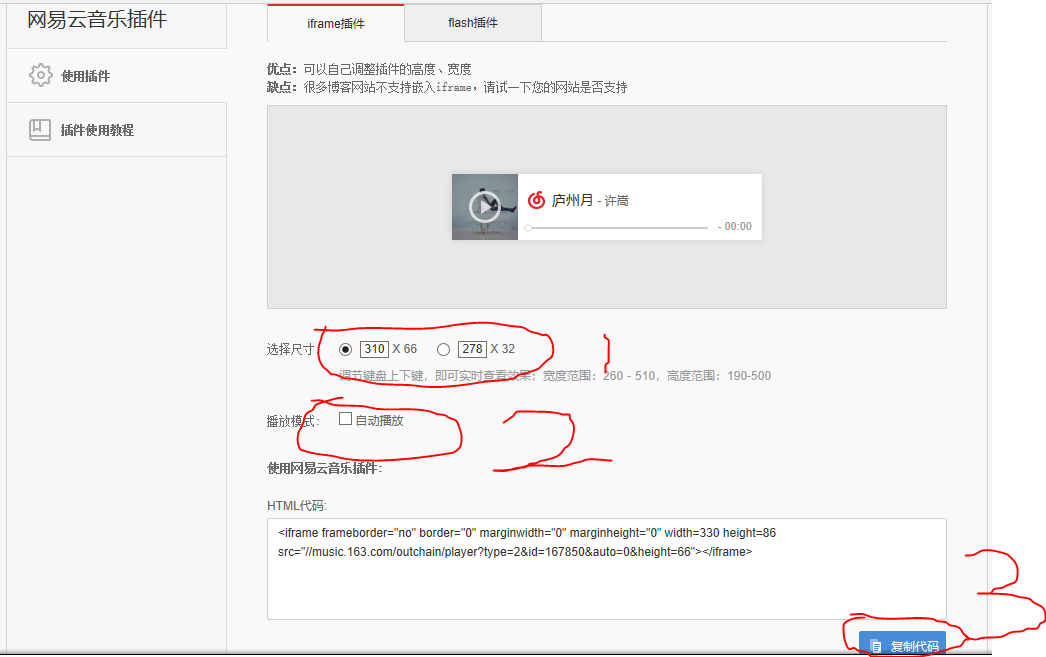 网易云音乐插件
使用插件
插件使用教程
iframe插件
flash插件
优点：可以自己调整插件的高度、宽度
缺点：很多博客网站不支持嵌入iframe，请试一下您的网站是否支持
庐州月 - 许嵩
- 00:00
选择尺寸 310 X 66 278 X 32
1
调节键盘上下键，即可实时查看效果；宽度范围：260 - 510，高度范围：190-500
播放模式： 自动播放
2
使用网易云音乐插件:
HTML代码:
<iframe frameborder="no" border="0" marginwidth="0" marginheight="0" width=330 height=86
src="//music.163.com/outchain/player?type=2&id=167850&auto=0&height=66"></iframe>
3
复制代码